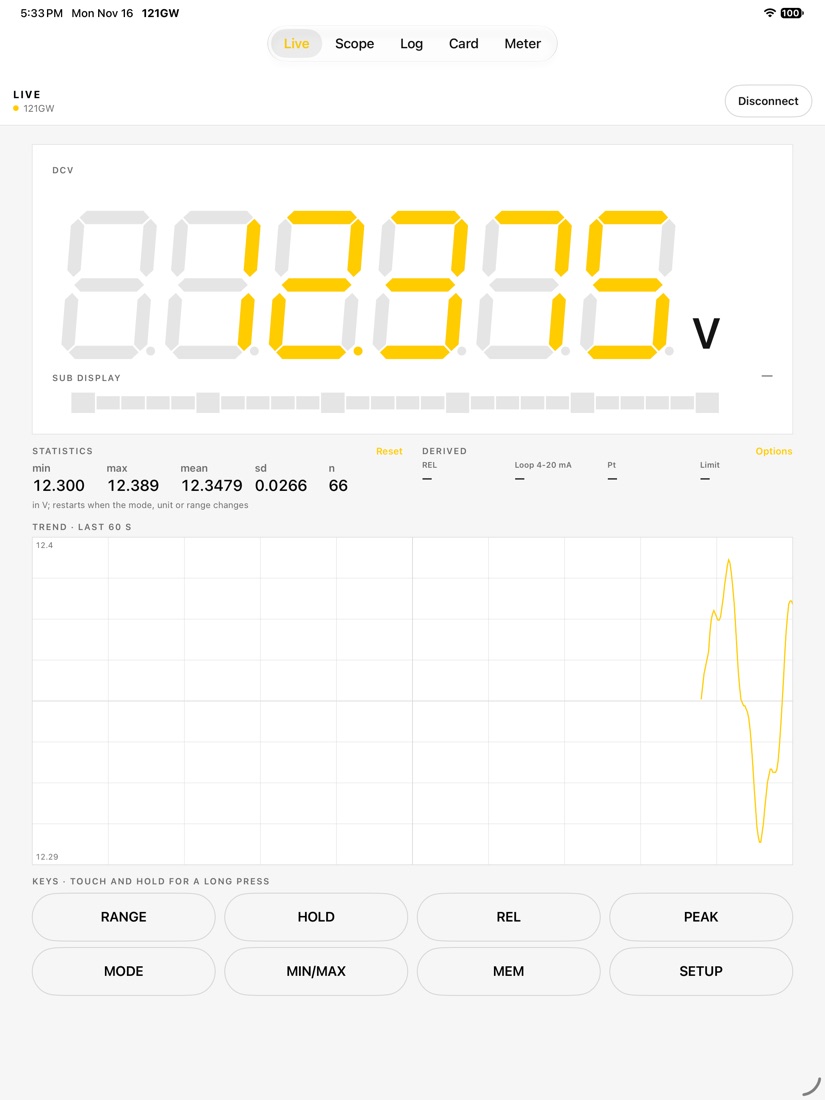 5:33 PM Mon Nov 16 121GW 100
Live Scope Log Card Meter
LIVE
121GW
Disconnect
DCV
12.375 V
SUB DISPLAY —
STATISTICS Reset
min max mean sd n
12.300 12.389 12.3479 0.0266 66
in V; restarts when the mode, unit or range changes
DERIVED Options
REL Loop 4-20 mA Pt Limit
— — — —
TREND · LAST 60 S
12.4
12.29
KEYS · TOUCH AND HOLD FOR A LONG PRESS
RANGE HOLD REL PEAK
MODE MIN/MAX MEM SETUP